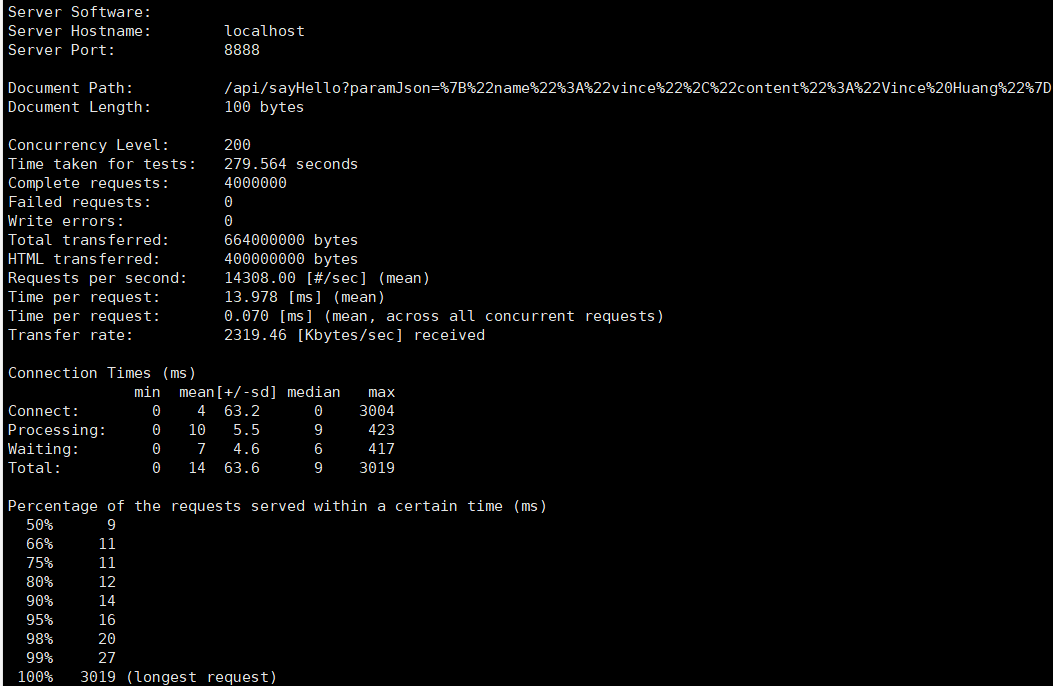 Server Software:
Server Hostname:        localhost
Server Port:            8888
Document Path:          /api/sayHello?paramJson=%7B%22name%22%3A%22vince%22%2C%22content%22%3A%22Vince%20Huang%22%7D
Document Length:        100 bytes
Concurrency Level:      200
Time taken for tests:   279.564 seconds
Complete requests:      4000000
Failed requests:        0
Write errors:           0
Total transferred:      664000000 bytes
HTML transferred:       400000000 bytes
Requests per second:    14308.00 [#/sec] (mean)
Time per request:       13.978 [ms] (mean)
Time per request:       0.070 [ms] (mean, across all concurrent requests)
Transfer rate:          2319.46 [Kbytes/sec] received
Connection Times (ms)
              min  mean[+/-sd] median   max
Connect:        0    4  63.2      0    3004
Processing:     0   10   5.5      9     423
Waiting:        0    7   4.6      6     417
Total:          0   14  63.6      9    3019
Percentage of the requests served within a certain time (ms)
  50%      9
  66%     11
  75%     11
  80%     12
  90%     14
  95%     16
  98%     20
  99%     27
 100%   3019 (longest request)